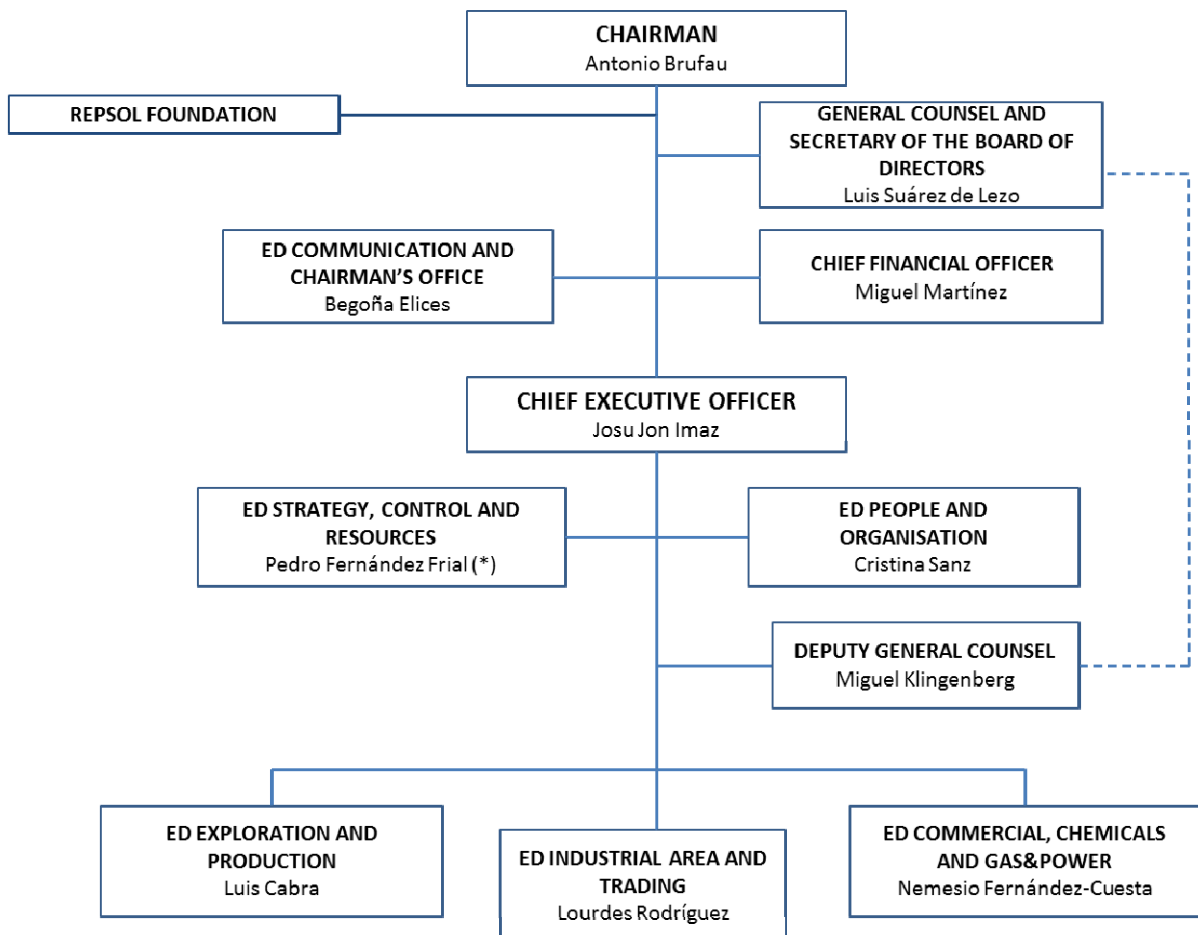 CHAIRMAN
Antonio Brufau
REPSOL FOUNDATION
GENERAL COUNSEL AND
SECRETARY OF THE BOARD OF
DIRECTORS
Luis Suárez de Lezo
ED COMMUNICATION AND
CHAIRMAN’S OFFICE
Begoña Elices
CHIEF FINANCIAL OFFICER
Miguel Martínez
CHIEF EXECUTIVE OFFICER
Josu Jon Imaz
ED STRATEGY, CONTROL AND
RESOURCES
Pedro Fernández Frial (*)
ED PEOPLE AND
ORGANISATION
Cristina Sanz
DEPUTY GENERAL COUNSEL
Miguel Klingenberg
ED EXPLORATION AND
PRODUCTION
Luis Cabra
ED INDUSTRIAL AREA AND
TRADING
Lourdes Rodríguez
ED COMMERCIAL, CHEMICALS
AND GAS&POWER
Nemesio Fernández-Cuesta